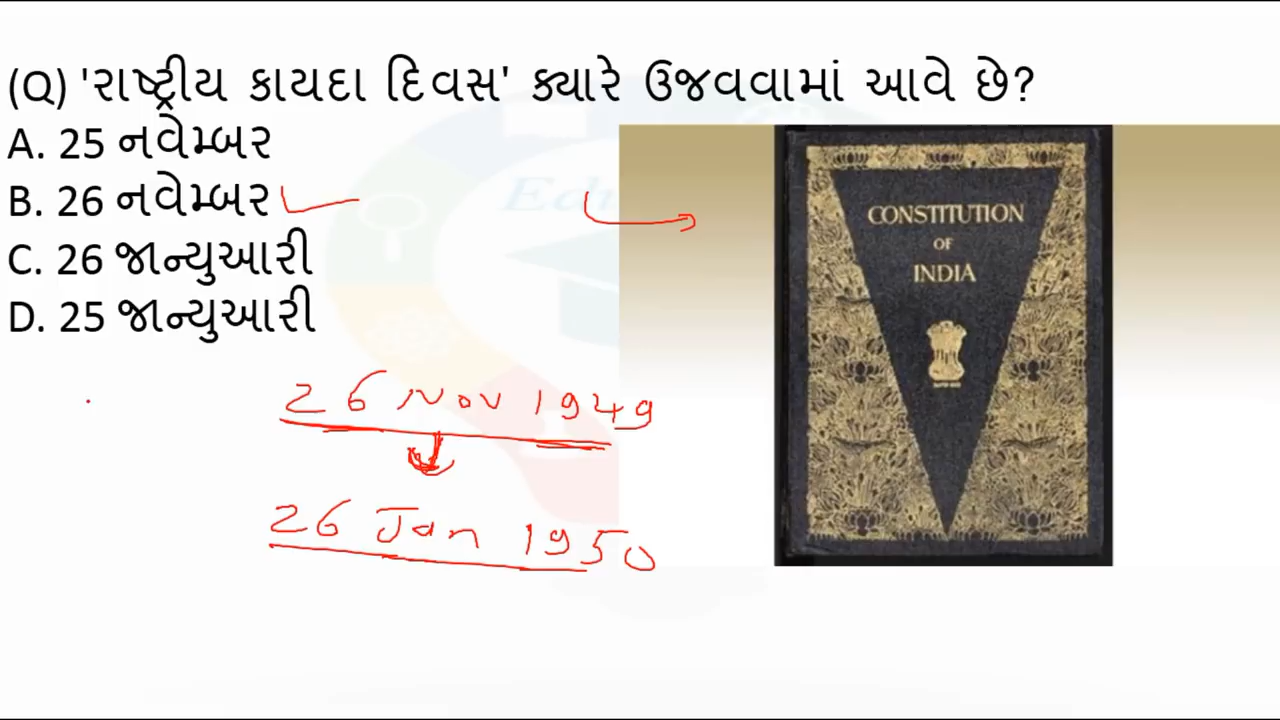 (Q) 'રાષ્ટ્રીય કાયદા દિવસ' ક્યારે ઉજવવામાં આવે છે?
A. 25 નવેમ્બર
B. 26 નવેમ્બર
C. 26 જાન્યુઆરી
D. 25 જાન્યુઆરી
CONSTITUTION
OF
INDIA
26 Nov 1949
26 Jan 1950